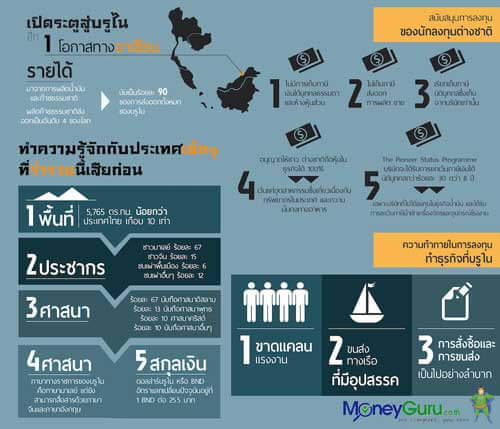 เปิดประตูสู่บรูไน
อีก 1 โอกาสทางอาเซียน
รายได้
มาจากการผลิตน้ำมัน
และก๊าซธรรมชาติ
ผลิตก๊าซธรรมชาติส่ง
ออกเป็นอันดับ 4 ของโลก
นับเป็นร้อยละ 90
ของการส่งออกทั้งหมด
ของบรูไน
สนับสนุนการลงทุน
ของนักลงทุนต่างชาติ
1 ไม่มีการเก็บภาษี
เงินได้บุคคลธรรมดา
และห้างหุ้นส่วน
2 ไม่เก็บภาษี
ส่งออก
การผลิต ขาย
3 เรียกเก็บภาษี
นิติบุคคลซึ่งเก็บ
จากบริษัทเท่านั้น
4 อนุญาตให้ชาว ต่างชาติถือหุ้นใน
ธุรกิจได้ 100%
เว้นแต่อุตสาหกรรมซึ่งเกี่ยวเนื่องกับ
ทรัพยากรในประเทศ และความ
มั่นคงทางอาหาร
5 The Pioneer Status Programme
บริษัทจะได้รับการยกเว้นภาษีเงินได้
นิติบุคคลกว่าร้อยละ 30 กว่า 8 ปี
ทำความรู้จักกับประเทศเศรษฐี
ที่ร่ำรวยนี้เสียก่อน
1 พื้นที่
5,765 ตร.กม. น้อยกว่า
ประเทศไทย เกือบ 10 เท่า
2 ประชากร
ชาวมาเลย์ ร้อยละ 67
ชาวจีน ร้อยละ 15
ชนเผ่าพื้นเมือง ร้อยละ 6
ชนเผ่าอื่นๆ ร้อยละ 12
3 ศาสนา
ร้อยละ 67 นับถือศาสนาอิสลาม
ร้อยละ 13 นับถือศาสนาพุทธ
ร้อยละ 10 ศาสนาคริสต์
ร้อยละ 10 นับถือศาสนาอื่นๆ
4 ศาสนา
ภาษาทางราชการของบรูไน
คือภาษามาเลย์ แต่ยัง
สามารถสื่อสารด้วยภาษา
จีนและภาษาอังกฤษ
5 สกุลเงิน
ดอลล่าร์บรูไน หรือ BND
อัตราแลกเปลี่ยนปัจจุบันอยู่ที่
1 BND ต่อ 25.5 บาท
ความท้าทายในการลงทุน
ทำธุรกิจที่บรูไน
1 ขาดแคลน
แรงงาน
2 ขนส่ง
ทางเรือ
ที่มีอุปสรรค
3 การสั่งซื้อและ
การขนส่ง
เป็นไปอย่างลำบาก
MoneyGuru.com